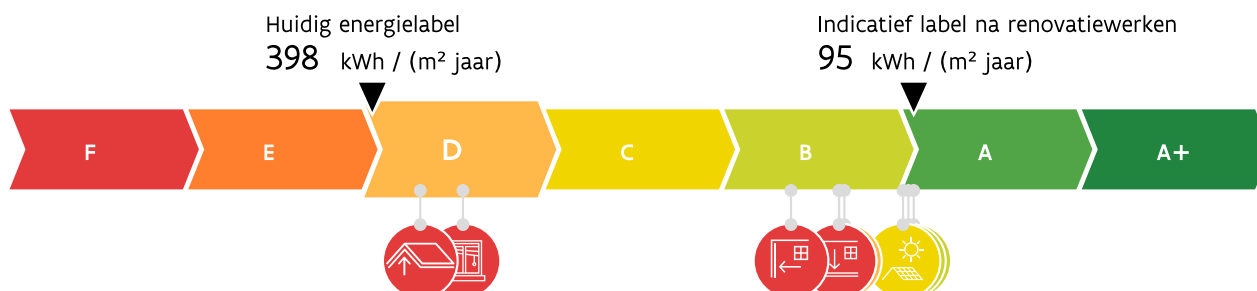 Huidig energielabel
398 kWh / (m² jaar)
Indicatief label na renovatiewerken
95 kWh / (m² jaar)
F E D C B A A+